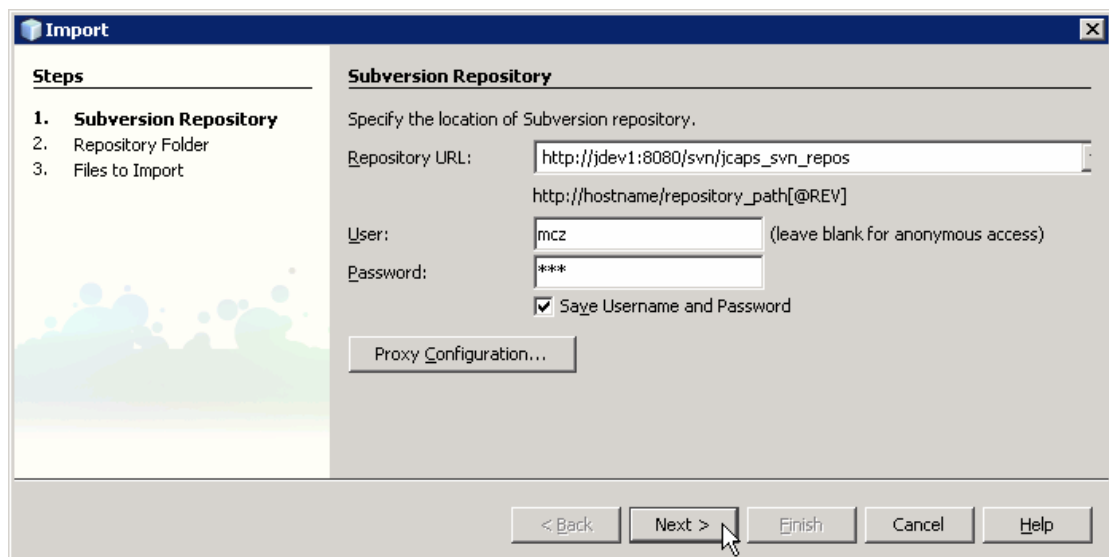 Import
Steps
1. Subversion Repository
2. Repository Folder
3. Files to Import
Subversion Repository
Specify the location of Subversion repository.
Repository URL: http://jdev1:8080/svn/jcaps_svn_repos
http://hostname/repository_path[@REV]
User: mcz (leave blank for anonymous access)
Password: ***
Save Username and Password
Proxy Configuration...
< Back Next > Finish Cancel Help